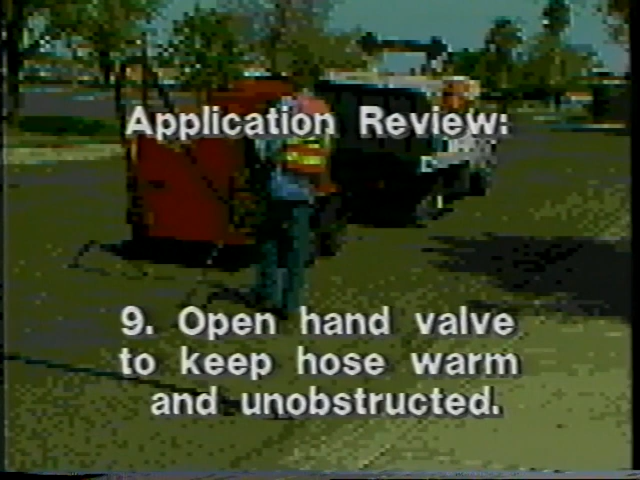 Application Review:
9. Open hand valve
to keep hose warm
and unobstructed.